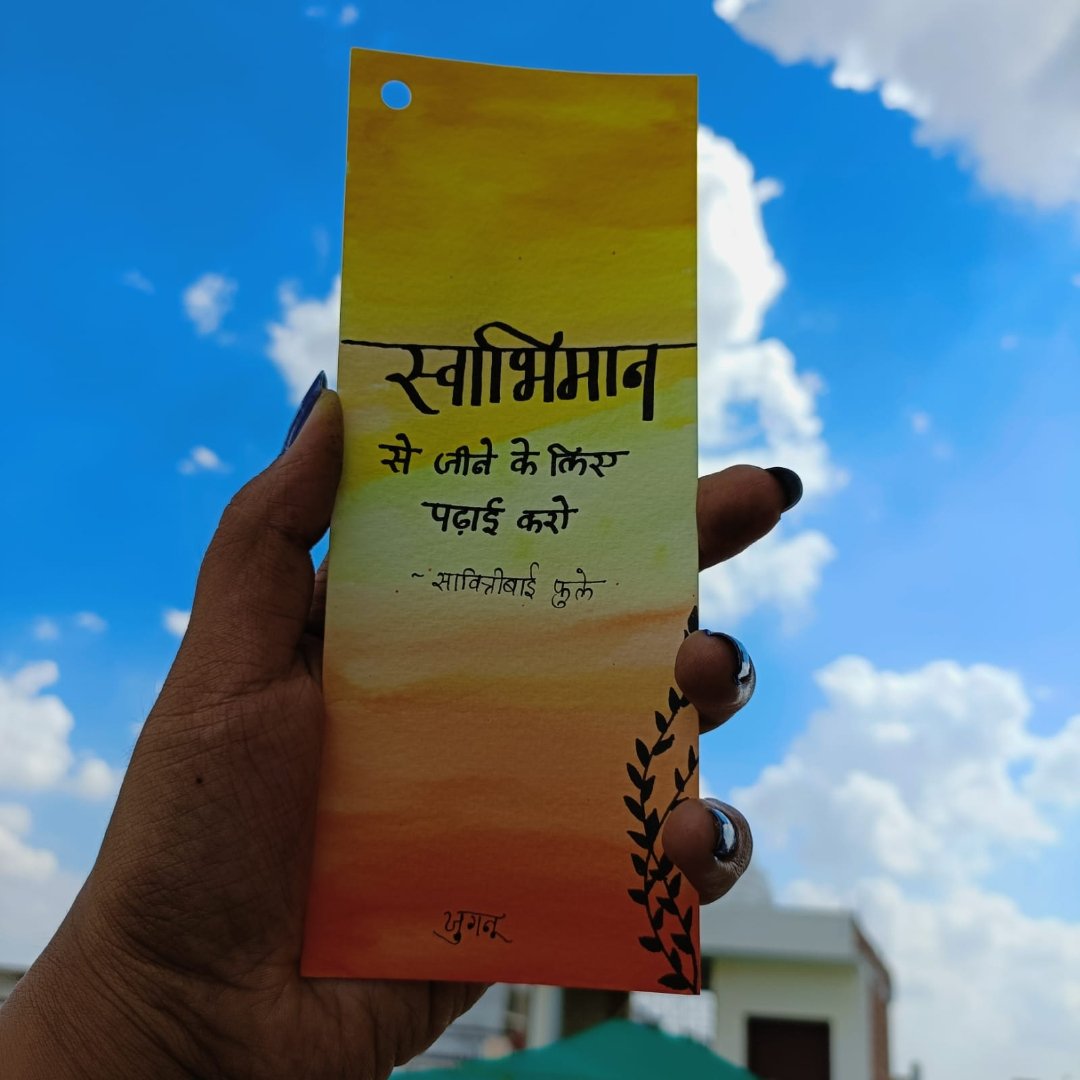 स्वाभिमान
से जीने के लिए
पढ़ाई करो
~ सावित्रीबाई फुले
जुगनू